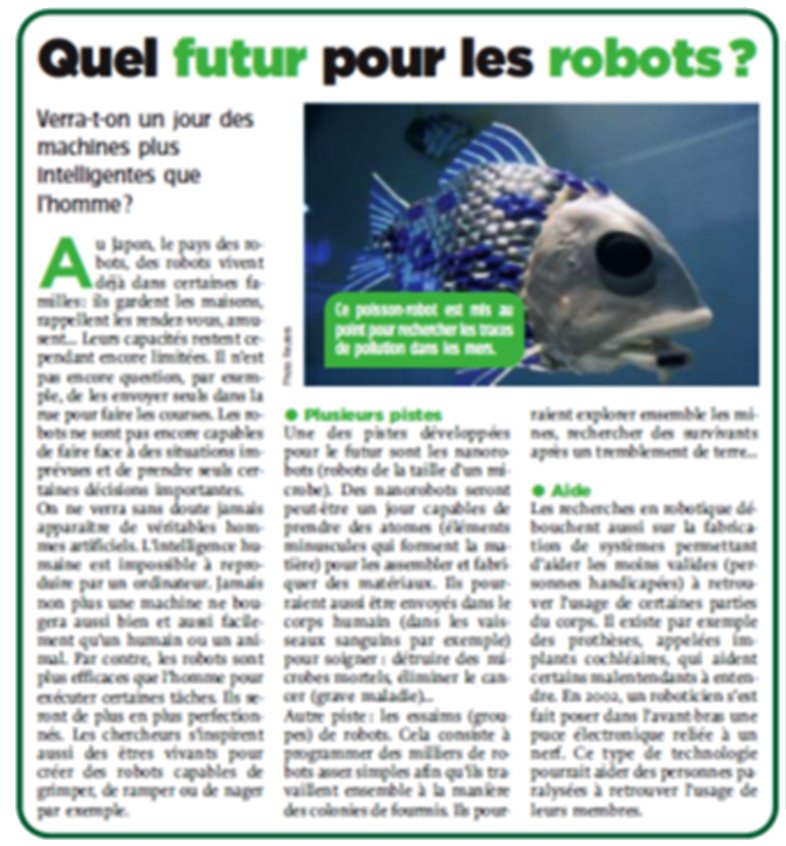 Quel futur pour les robots ?
Verra-t-on un jour des
machines plus
intelligentes que
l'homme ?
Au Japon, le pays des ro-
bots, des robots vivent
déjà dans certaines fa-
milles : ils gardent les maisons,
rappellent les rendez-vous, amu-
sent... Leurs capacités restent ce-
pendant encore limitées. Il n'est
pas encore question, par exem-
ple, de les envoyer seuls dans la
rue pour faire les courses. Les ro-
bots ne sont pas encore capables
de faire face à des situations im-
prévues et de prendre seuls cer-
taines décisions importantes.
On ne verra sans doute jamais
apparaître de véritables hom-
mes artificiels. L'intelligence hu-
maine est impossible à repro-
duire par un ordinateur. Jamais
non plus une machine ne bou-
gera aussi bien et aussi facile-
ment qu'un humain ou un ani-
mal. Par contre, les robots sont
plus efficaces que l'homme pour
exécuter certaines tâches. Ils se-
ront de plus en plus perfection-
nés. Les chercheurs s'inspirent
aussi des êtres vivants pour
créer des robots capables de
grimper, de ramper ou de nager
par exemple.
Ce poisson-robot est mis au
point pour rechercher les traces
de pollution dans les mers.
Photo
● Plusieurs pistes
Une des pistes développées
pour le futur sont les nanoro-
bots (robots de la taille d'un mi-
crobe). Des nanorobots seront
peut-être un jour capables de
prendre des atomes (éléments
minuscules qui forment la ma-
tière) pour les assembler et fabri-
quer des matériaux. Ils pour-
raient aussi être envoyés dans le
corps humain (dans les vais-
seaux sanguins par exemple)
pour soigner : détruire des mi-
crobes mortels, éliminer le can-
cer (grave maladie)...
Autre piste : les essaims (grou-
pes) de robots. Cela consiste à
programmer des milliers de ro-
bots assez simples afin qu'ils tra-
vaillent ensemble à la manière
des colonies de fourmis. Ils pour-
raient explorer ensemble les mi-
nes, rechercher des survivants
après un tremblement de terre...
● Aide
Les recherches en robotique dé-
bouchent aussi sur la fabrica-
tion de systèmes permettant
d'aider les moins valides (per-
sonnes handicapées) à retrou-
ver l'usage de certaines parties
du corps. Il existe par exemple
des prothèses, appelées im-
plants cochléaires, qui aident
certains malentendants à enten-
dre. En 2002, un roboticien s'est
fait poser dans l'avant-bras une
puce électronique reliée à un
nerf. Ce type de technologie
pourrait aider des personnes pa-
ralysées à retrouver l'usage de
leurs membres.